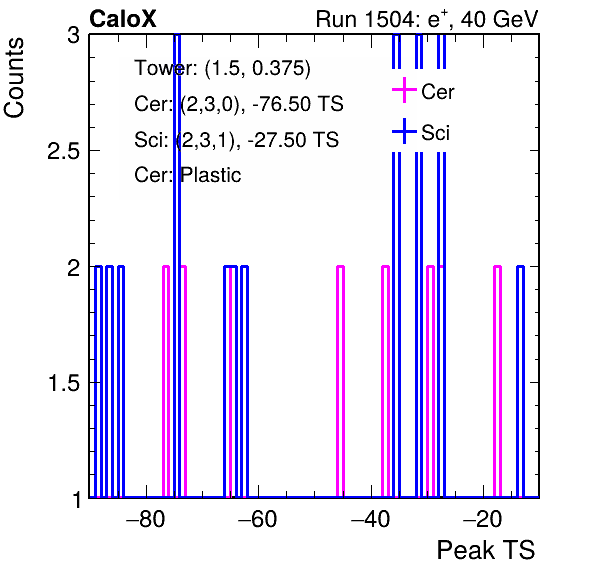 CaloX Run 1504: e+, 40 GeV
Counts
3
2.5
2
1.5
1
Tower: (1.5, 0.375)
Cer: (2,3,0), -76.50 TS
Sci: (2,3,1), -27.50 TS
Cer: Plastic
Cer
Sci
−80 −60 −40 −20
Peak TS